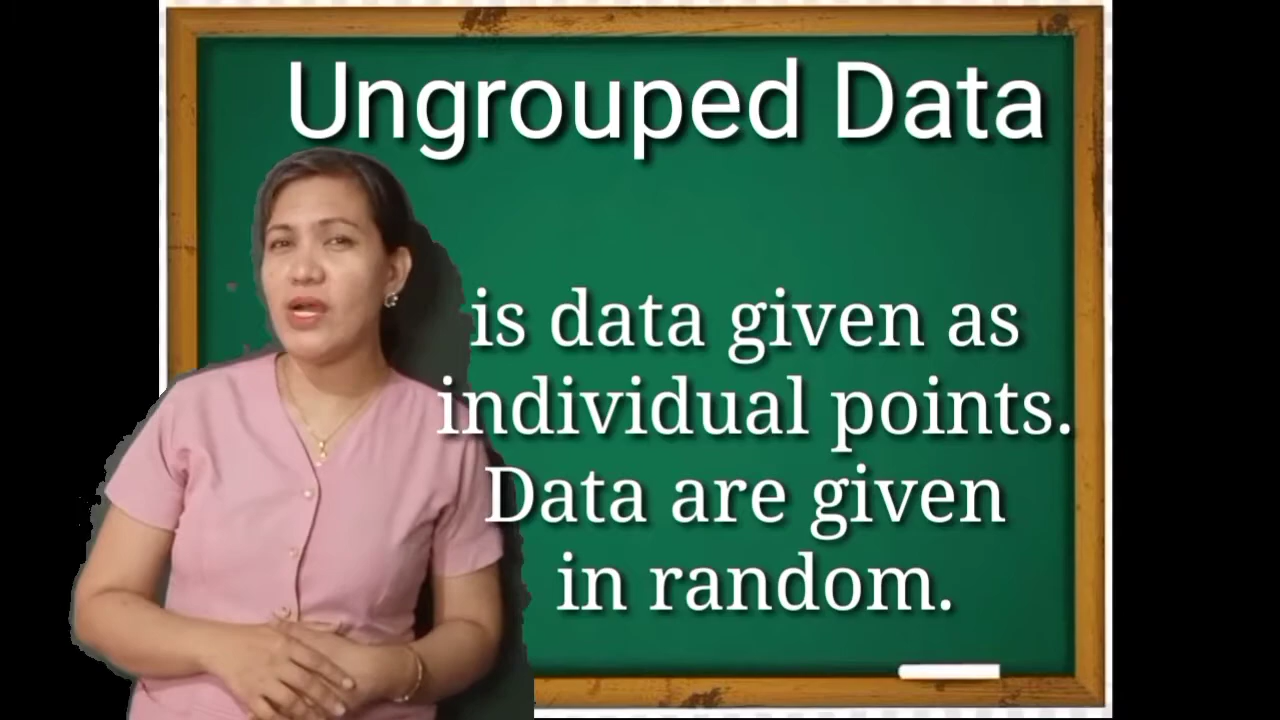 Ungrouped Data
is data given as
individual points.
Data are given
in random.